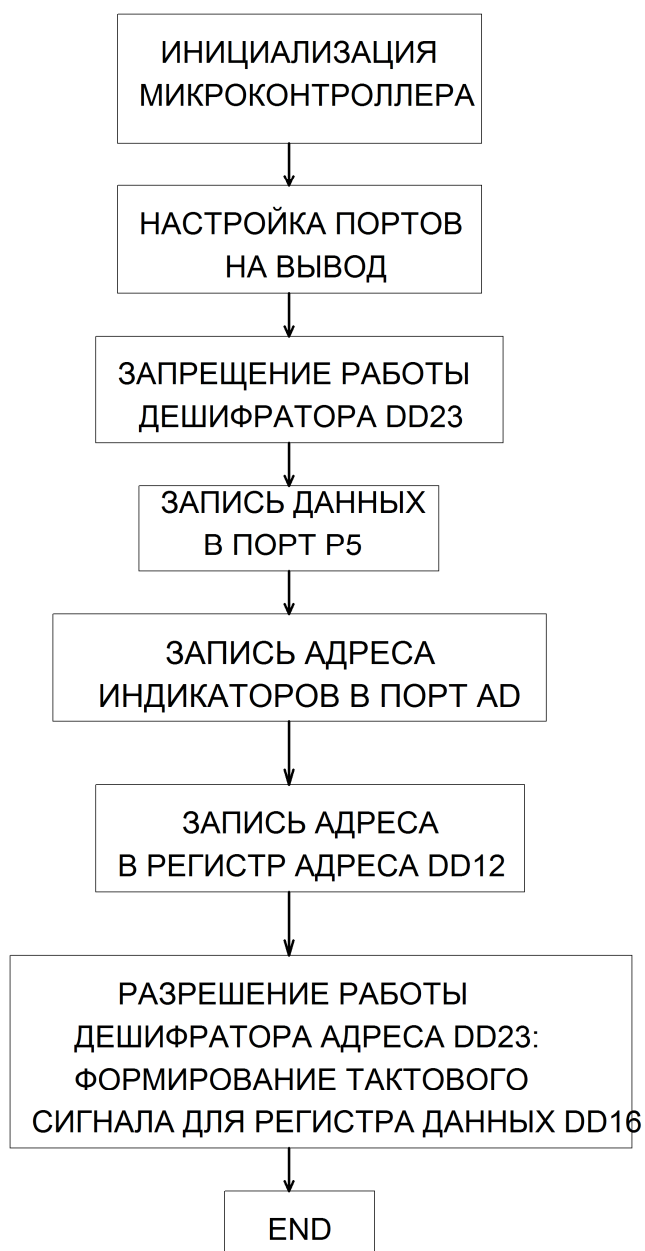 ИНИЦИАЛИЗАЦИЯ
МИКРОКОНТРОЛЛЕРА
НАСТРОЙКА ПОРТОВ
НА ВЫВОД
ЗАПРЕЩЕНИЕ РАБОТЫ
ДЕШИФРАТОРА DD23
ЗАПИСЬ ДАННЫХ
В ПОРТ P5
ЗАПИСЬ АДРЕСА
ИНДИКАТОРОВ В ПОРТ AD
ЗАПИСЬ АДРЕСА
В РЕГИСТР АДРЕСА DD12
РАЗРЕШЕНИЕ РАБОТЫ
ДЕШИФРАТОРА АДРЕСА DD23:
ФОРМИРОВАНИЕ ТАКТОВОГО
СИГНАЛА ДЛЯ РЕГИСТРА ДАННЫХ DD16
END